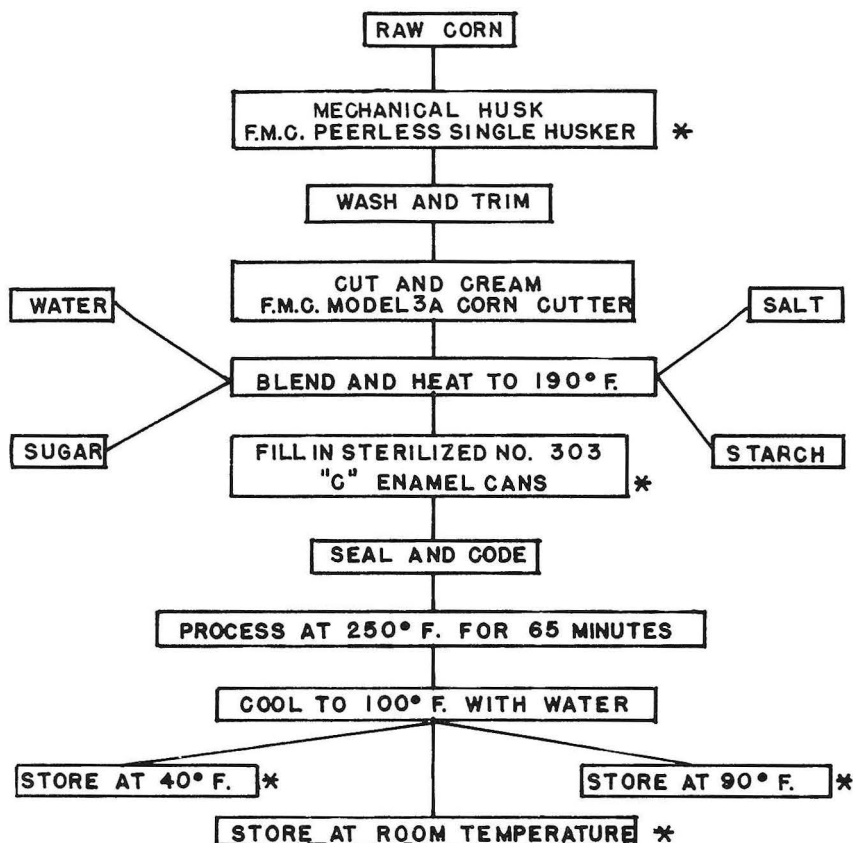 RAW CORN
MECHANICAL HUSK
F.M.C. PEERLESS SINGLE HUSKER *
WASH AND TRIM
CUT AND CREAM
F.M.C. MODEL 3A CORN CUTTER
WATER
SALT
BLEND AND HEAT TO 190° F.
SUGAR
STARCH
FILL IN STERILIZED NO. 303
"C" ENAMEL CANS *
SEAL AND CODE
PROCESS AT 250° F. FOR 65 MINUTES
COOL TO 100° F. WITH WATER
STORE AT 40° F. *
STORE AT 90° F. *
STORE AT ROOM TEMPERATURE *